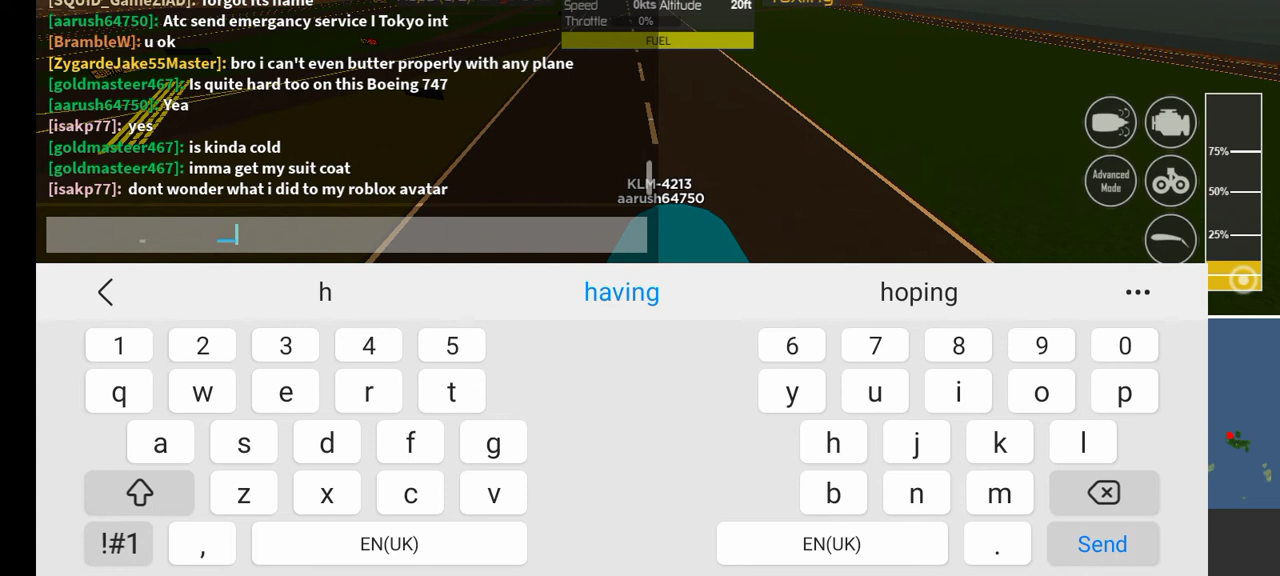 [SQUID_GameZIAD]: forgot its name
[aarush64750]: Atc send emergancy service I Tokyo int
[BrambleW]: u ok
[ZygardeJake55Master]: bro i can't even butter properly with any plane
[goldmasteer467]: Is quite hard too on this Boeing 747
[aarush64750]: Yea
[isakp77]: yes
[goldmasteer467]: is kinda cold
[goldmasteer467]: imma get my suit coat
[isakp77]: dont wonder what i did to my roblox avatar
Speed 0kts Altitude 20ft
Throttle 0%
FUEL
Taxiing
KLM-4213
aarush64750
Advanced
Mode
75%
50%
25%
h having hoping
1 2 3 4 5 6 7 8 9 0
q w e r t y u i o p
a s d f g h j k l
z x c v b n m
!#1 , EN(UK) EN(UK) . Send